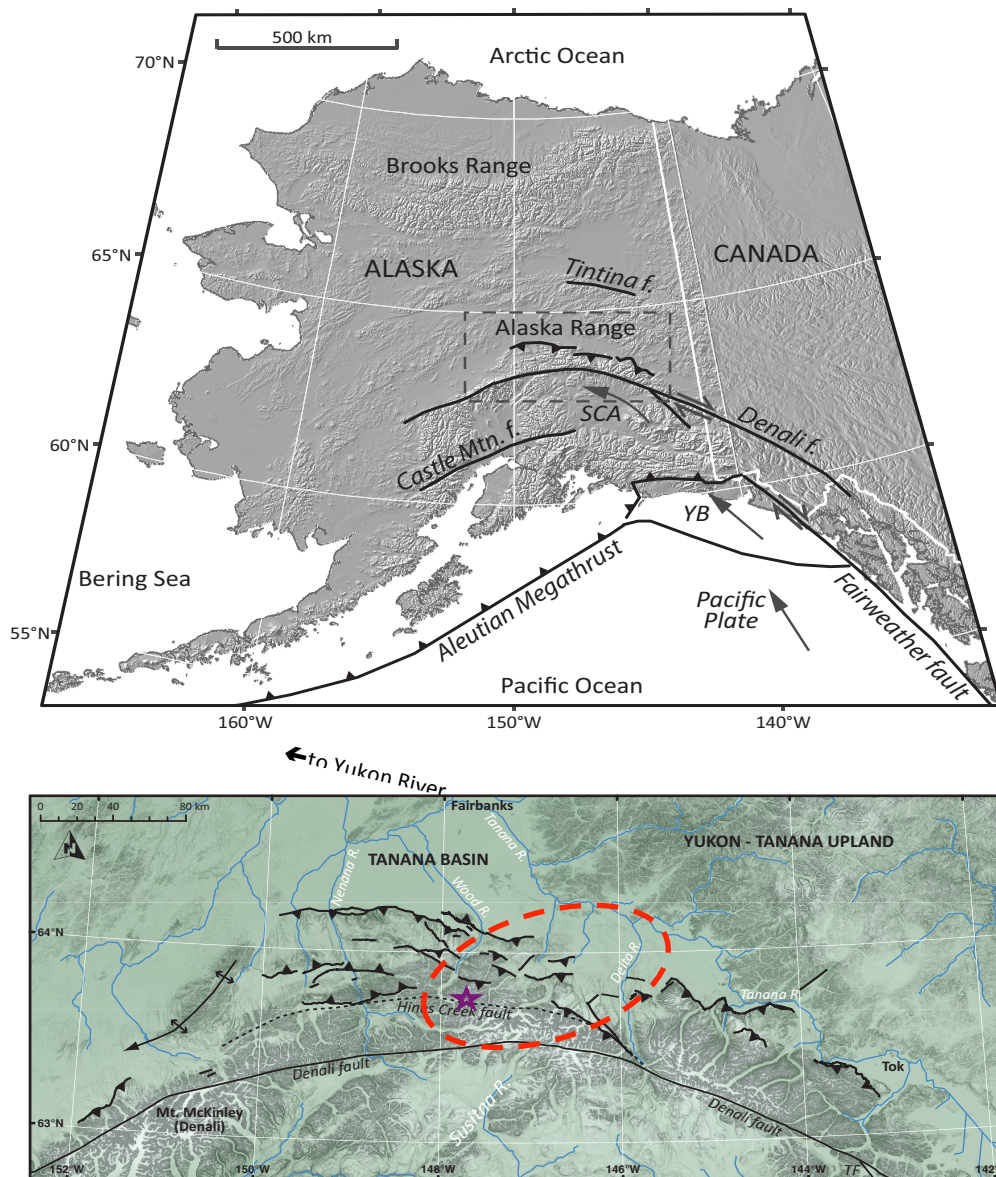 500 km
Arctic Ocean
70°N
Brooks Range
65°N
ALASKA
CANADA
Tintina f.
Alaska Range
SCA
Denali f.
60°N
Castle Mtn. f.
YB
Bering Sea
Aleutian Megathrust
Pacific
Plate
Fairweather fault
55°N
Pacific Ocean
160°W
150°W
140°W
to Yukon River
0 20 40 80 km
Fairbanks
N
Tanana R.
YUKON - TANANA UPLAND
TANANA BASIN
Nenana R.
Wood R.
64°N
Delta R.
Tanana R.
Hines Creek fault
Denali fault
Tok
Mt. McKinley
(Denali)
Susitna R.
Denali fault
63°N
TF
152°W
150°W
148°W
146°W
144°W
142°